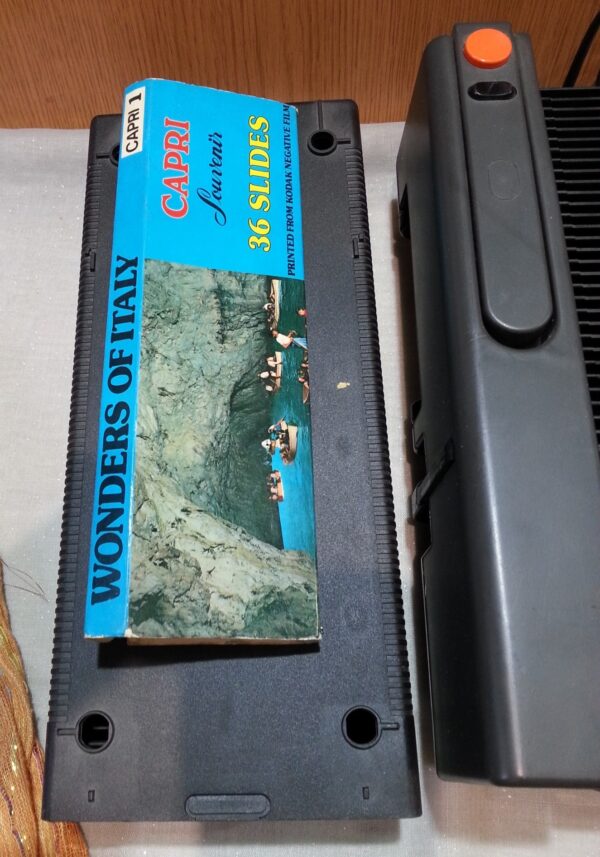 CAPRI 1
WONDERS OF ITALY
CAPRI
Souvenir
36 SLIDES
PRINTED FROM KODAK NEGATIVE FILM